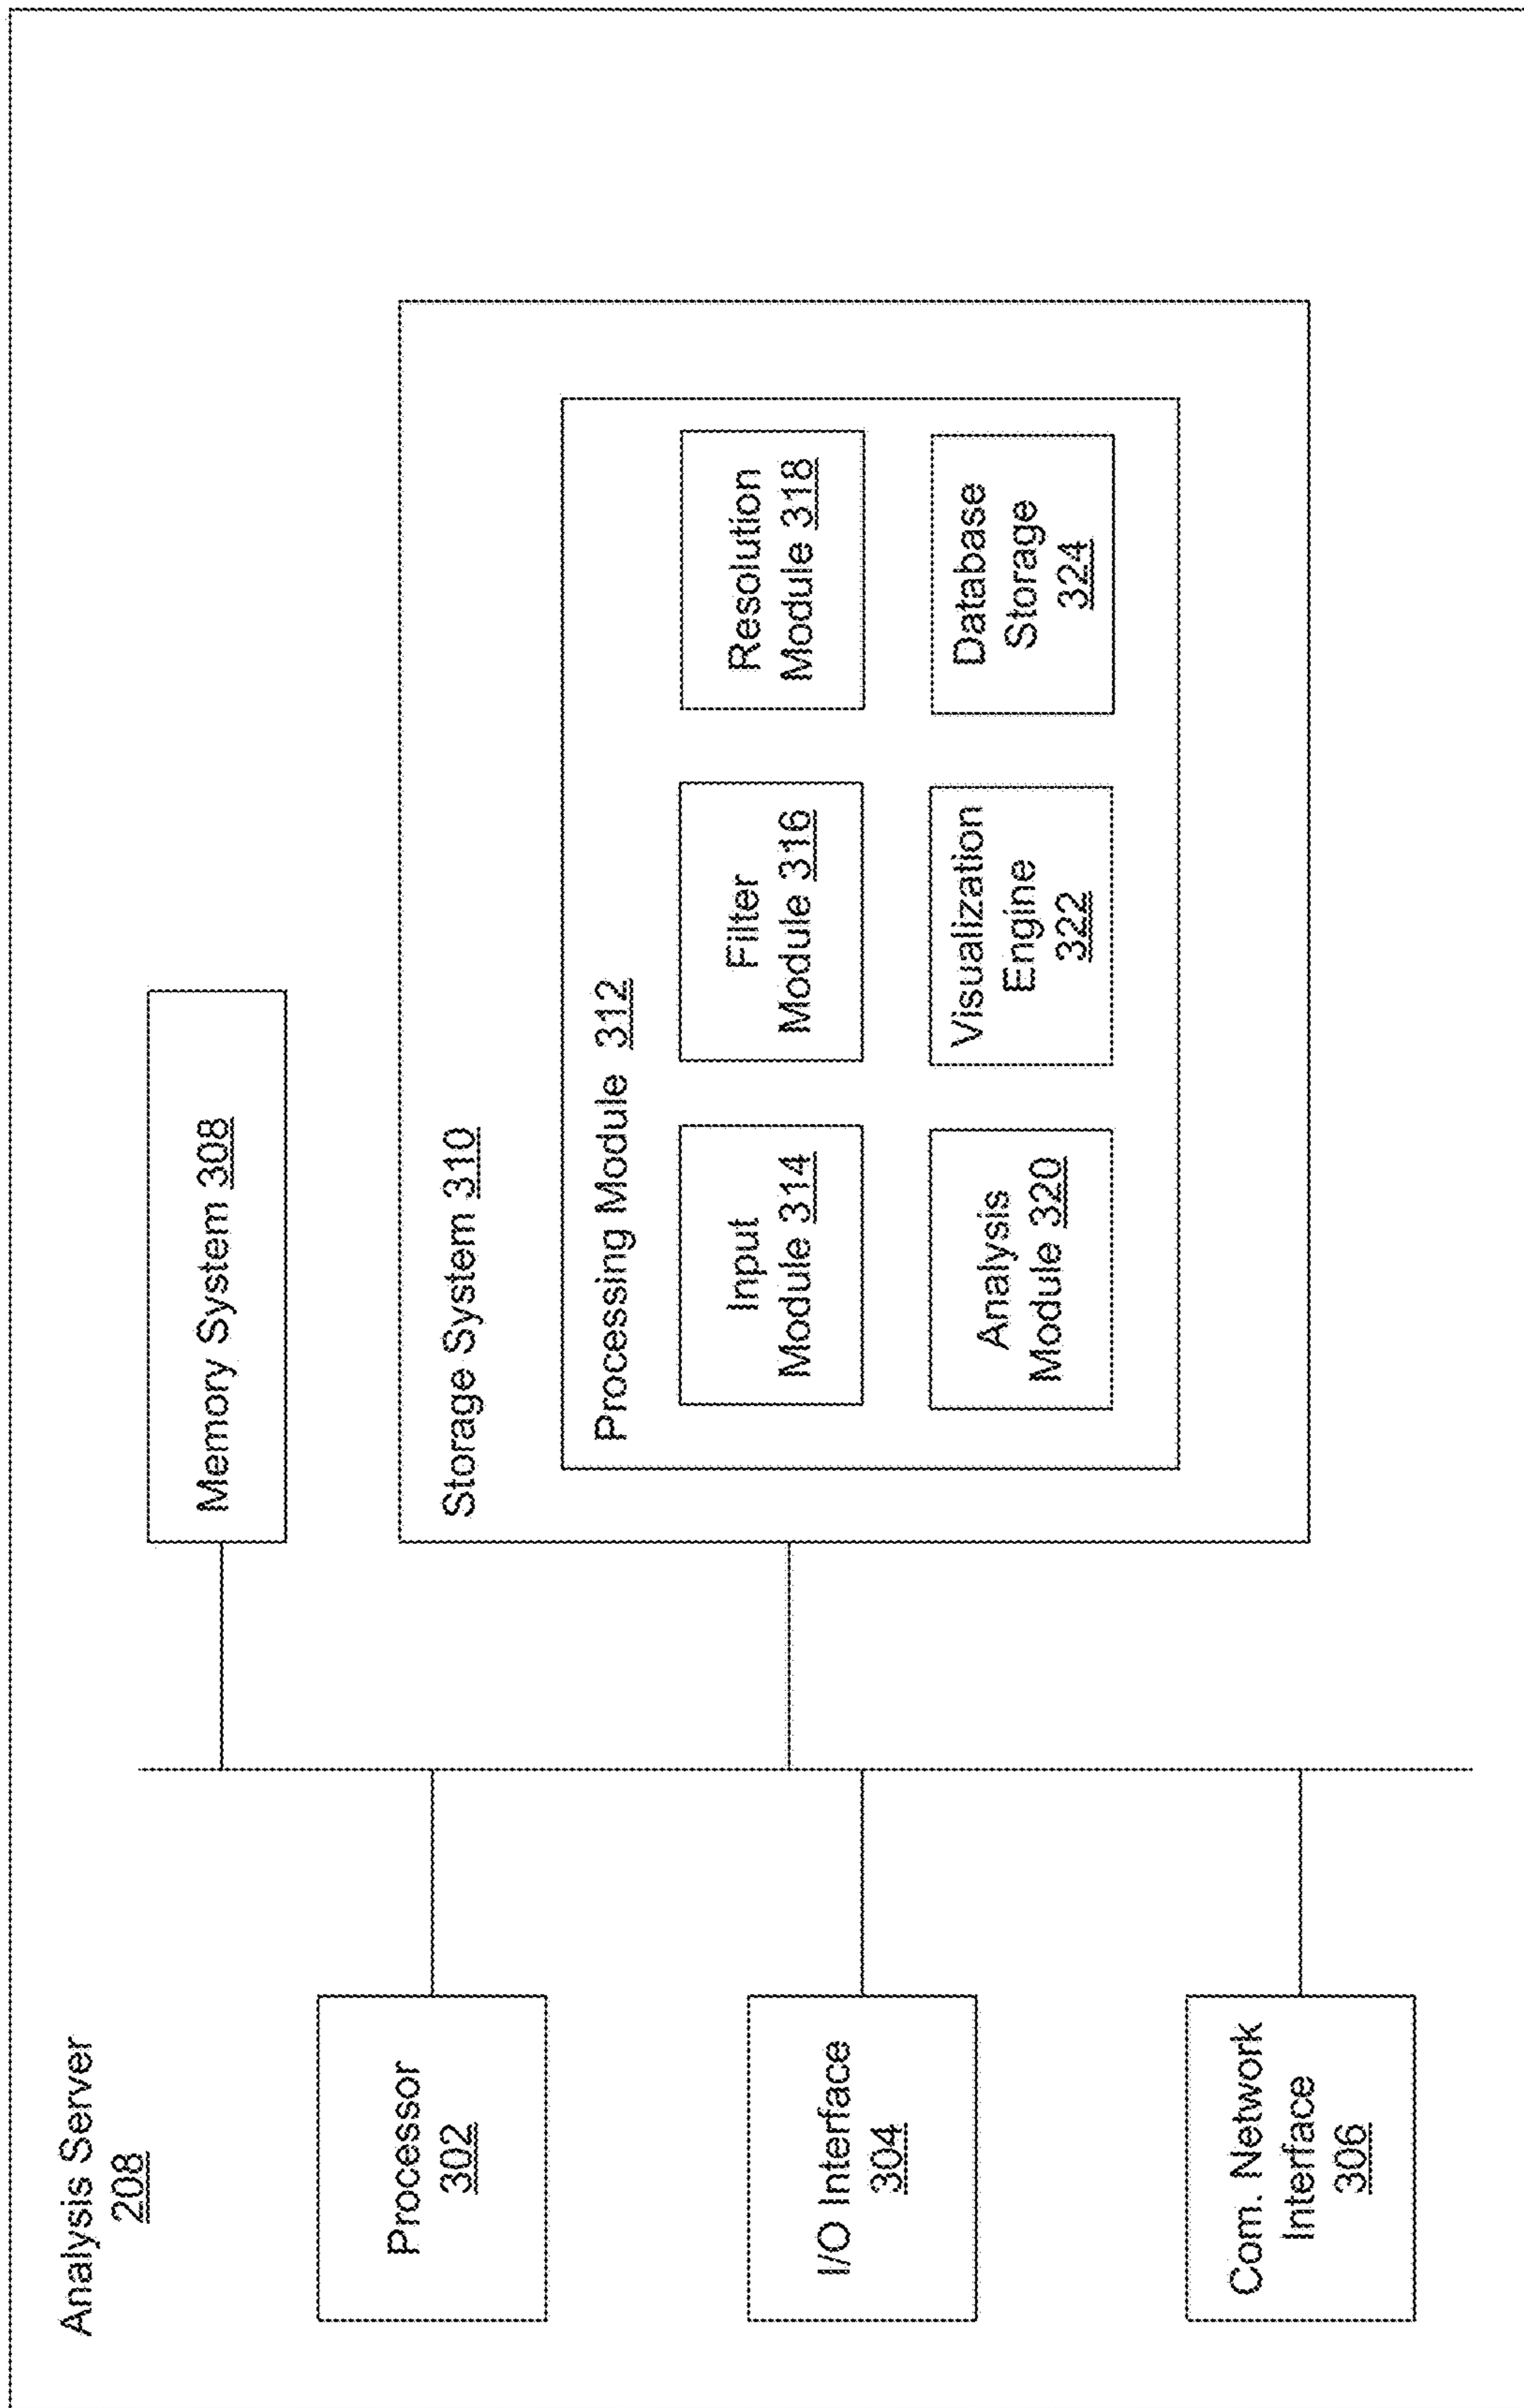 Analysis Server
208
Processor
302
I/O Interface
304
Com. Network
Interface
306
Memory System 308
Storage System 310
Processing Module 312
Input
Module 314
Filter
Module 316
Resolution
Module 318
Analysis
Module 320
Visualization
Engine
322
Database
Storage
324